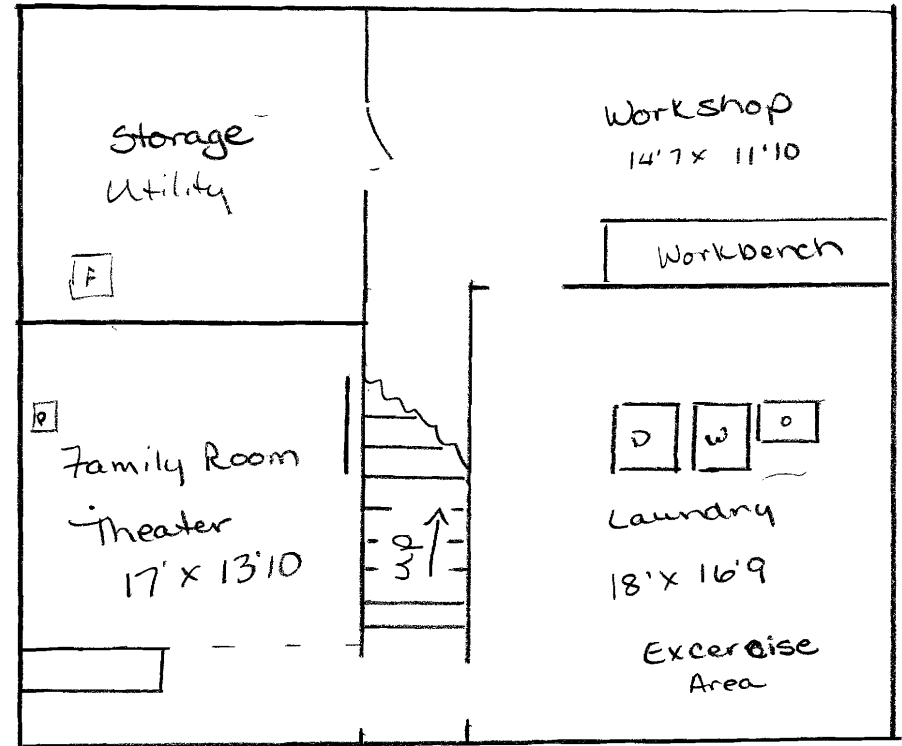 Storage
Utility
F
Workshop
14'7 x 11'10
Workbench
P
Family Room
Theater
17' x 13'10
up
D
W
O
Laundry
18' x 16'9
Excercise
Area